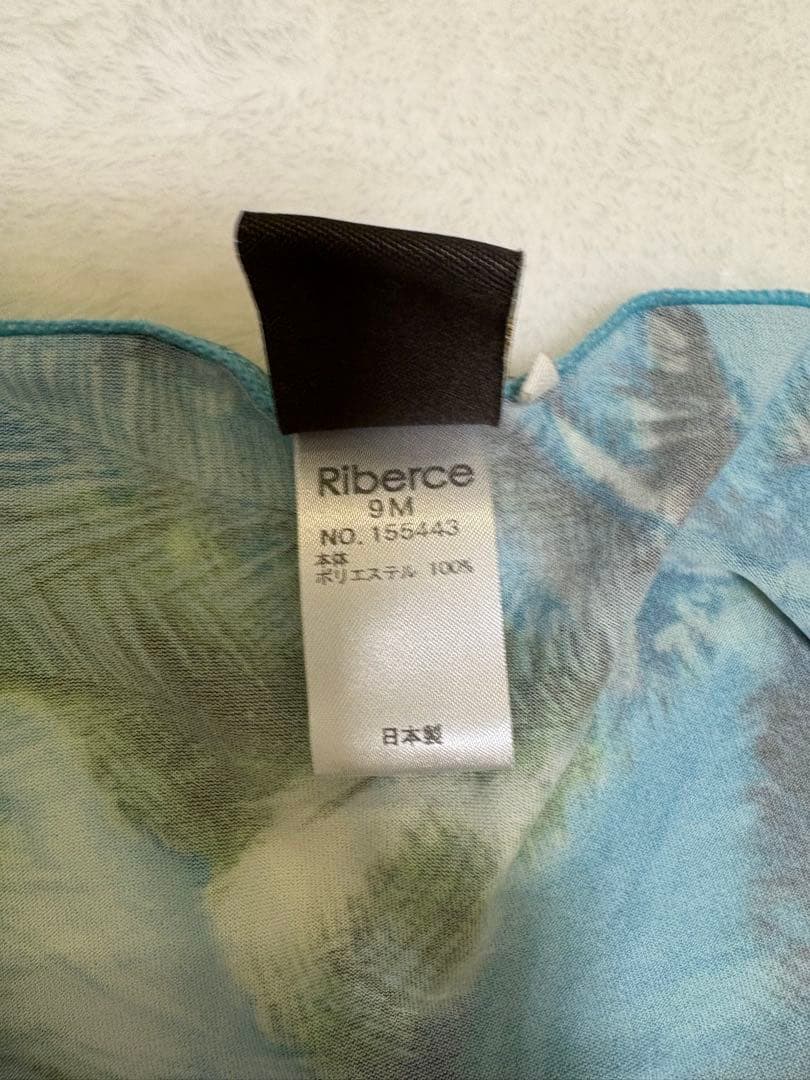 Riberce
9M
NO. 155443
本体
ポリエステル 100%
日本製